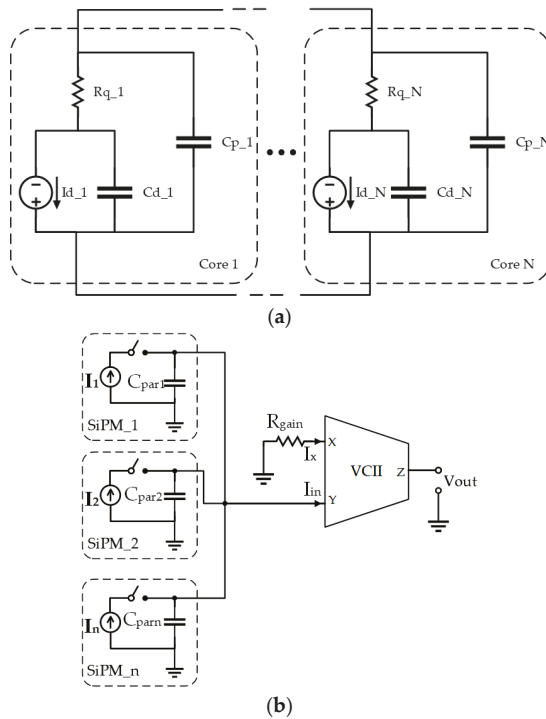 Rq_1
Cp_1
Id_1
Cd_1
Core 1
Rq_N
Cp_N
Id_N
Cd_N
Core N
(a)
I1
Cpar1
SiPM_1
I2
Cpar2
SiPM_2
In
Cparn
SiPM_n
Rgain
Ix
X
VCII
Z
Vout
Iin
Y
(b)